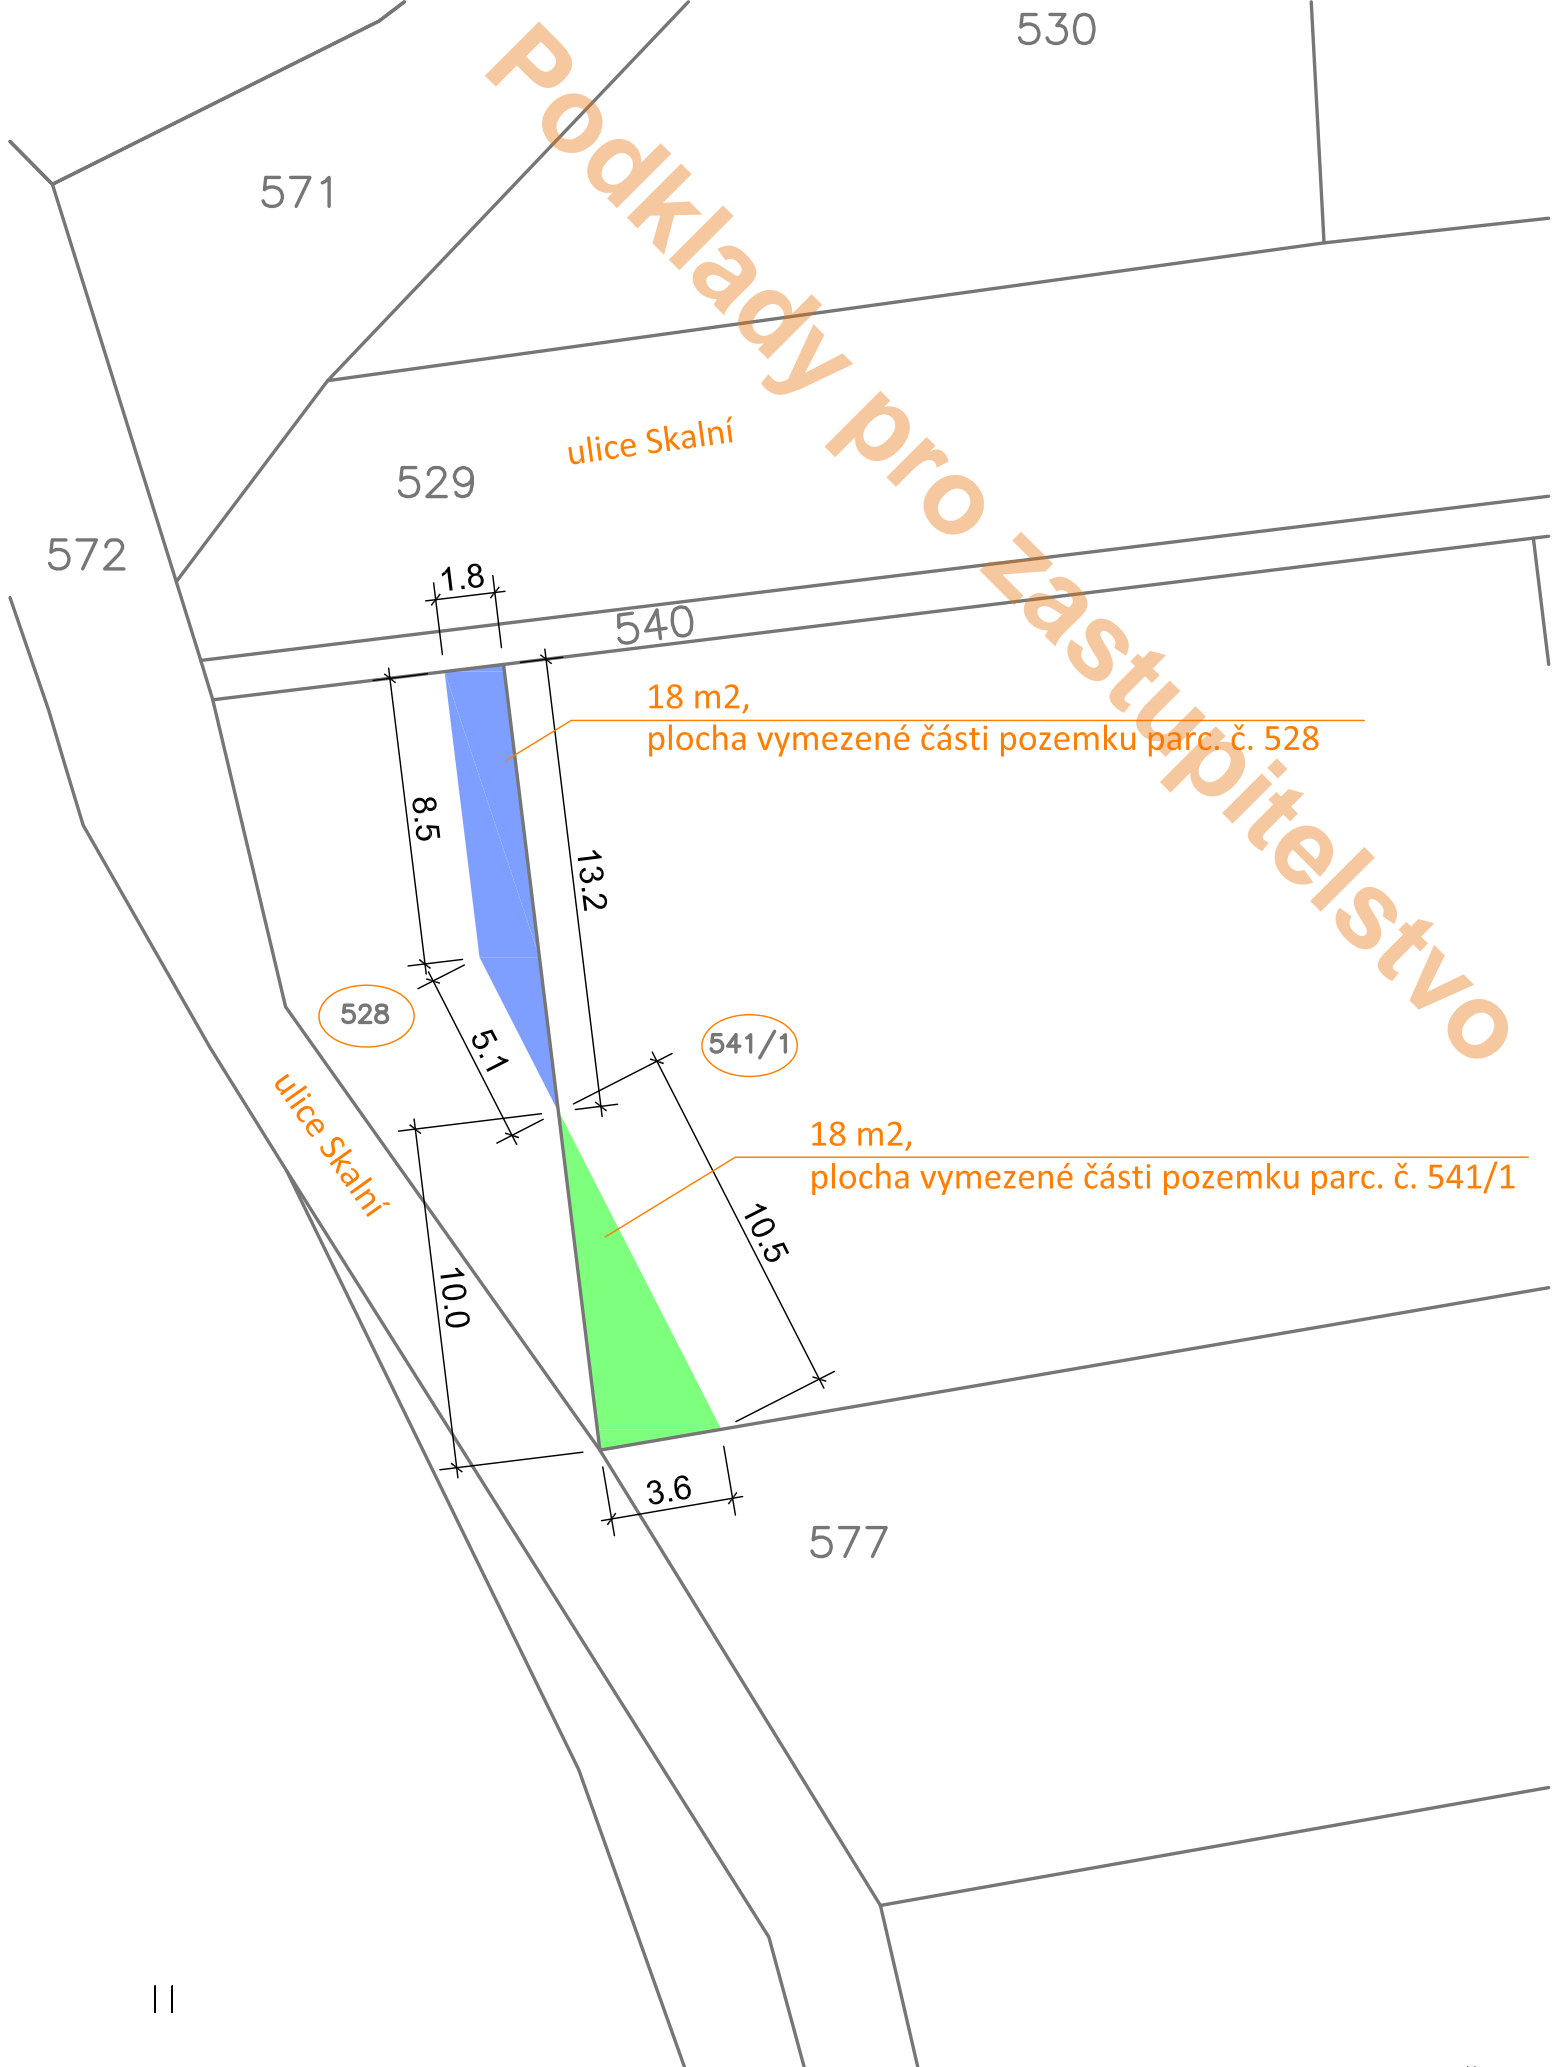 530
571
Podklady pro zastupitelstvo
ulice Skalní
529
572
1.8
540
18 m2,
plocha vymezené části pozemku parc. č. 528
8.5
13.2
528
541/1
5.1
ulice Skalní
18 m2,
plocha vymezené části pozemku parc. č. 541/1
10.5
10.0
3.6
577